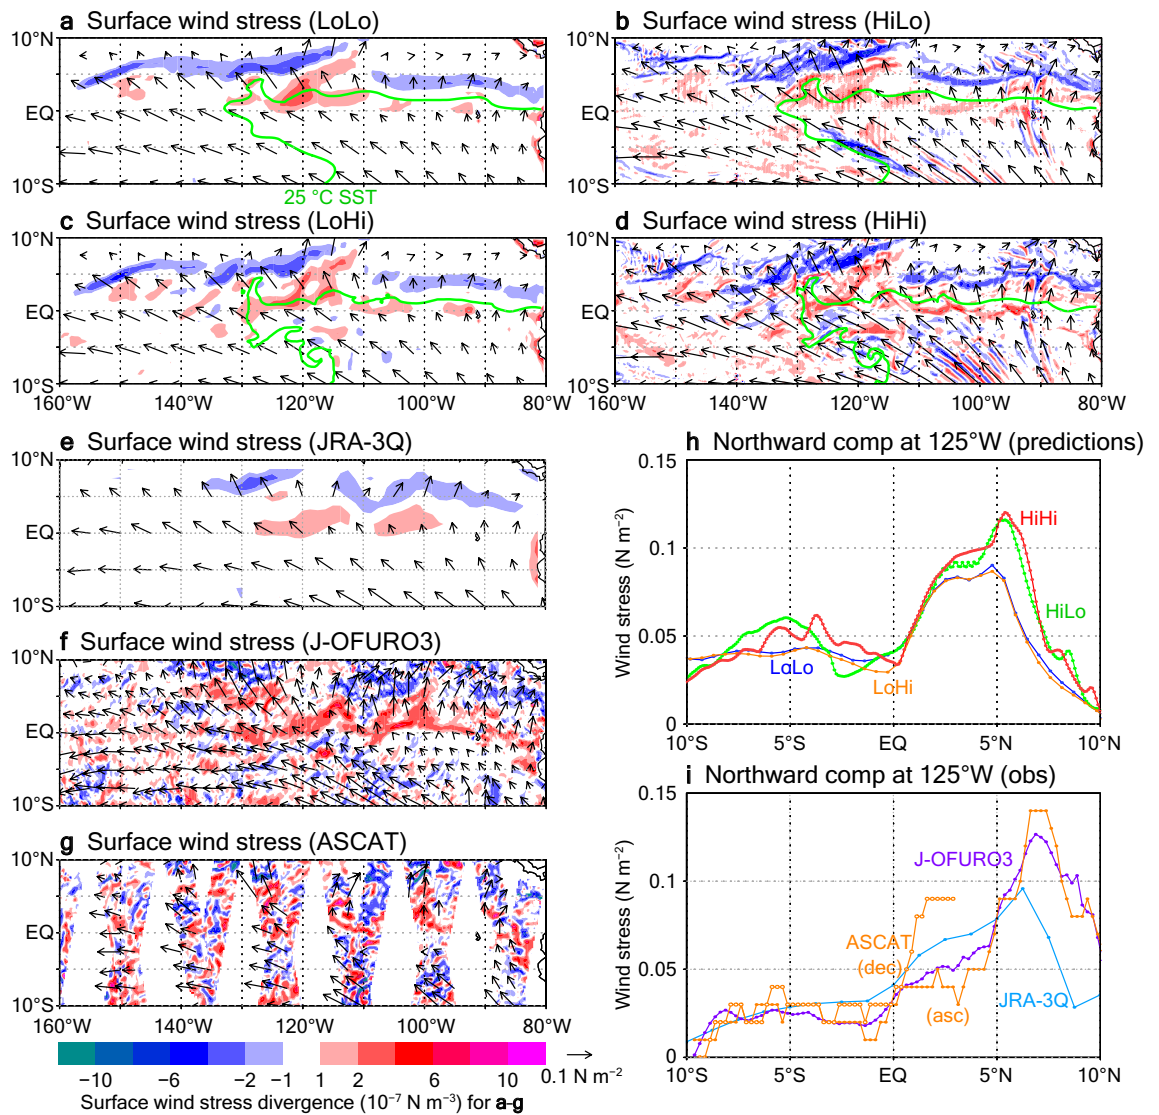 a Surface wind stress (LoLo)
10°N
EQ
10°S
25 °C SST
b Surface wind stress (HiLo)
10°N
EQ
10°S
c Surface wind stress (LoHi)
10°N
EQ
10°S
160°W 140°W 120°W 100°W 80°W
d Surface wind stress (HiHi)
10°N
EQ
10°S
160°W 140°W 120°W 100°W 80°W
e Surface wind stress (JRA-3Q)
10°N
EQ
10°S
f Surface wind stress (J-OFURO3)
10°N
EQ
10°S
g Surface wind stress (ASCAT)
10°N
EQ
10°S
160°W 140°W 120°W 100°W 80°W
−10 −6 −2 −1 1 2 6 10 0.1 N m⁻²
Surface wind stress divergence (10⁻⁷ N m⁻³) for a-g
h Northward comp at 125°W (predictions)
Wind stress (N m⁻²)
0.15
0.1
0.05
0
HiHi
HiLo
LoLo
LoHi
10°S 5°S EQ 5°N 10°N
i Northward comp at 125°W (obs)
Wind stress (N m⁻²)
0.15
0.1
0.05
0
J-OFURO3
ASCAT
(dec)
(asc)
JRA-3Q
10°S 5°S EQ 5°N 10°N